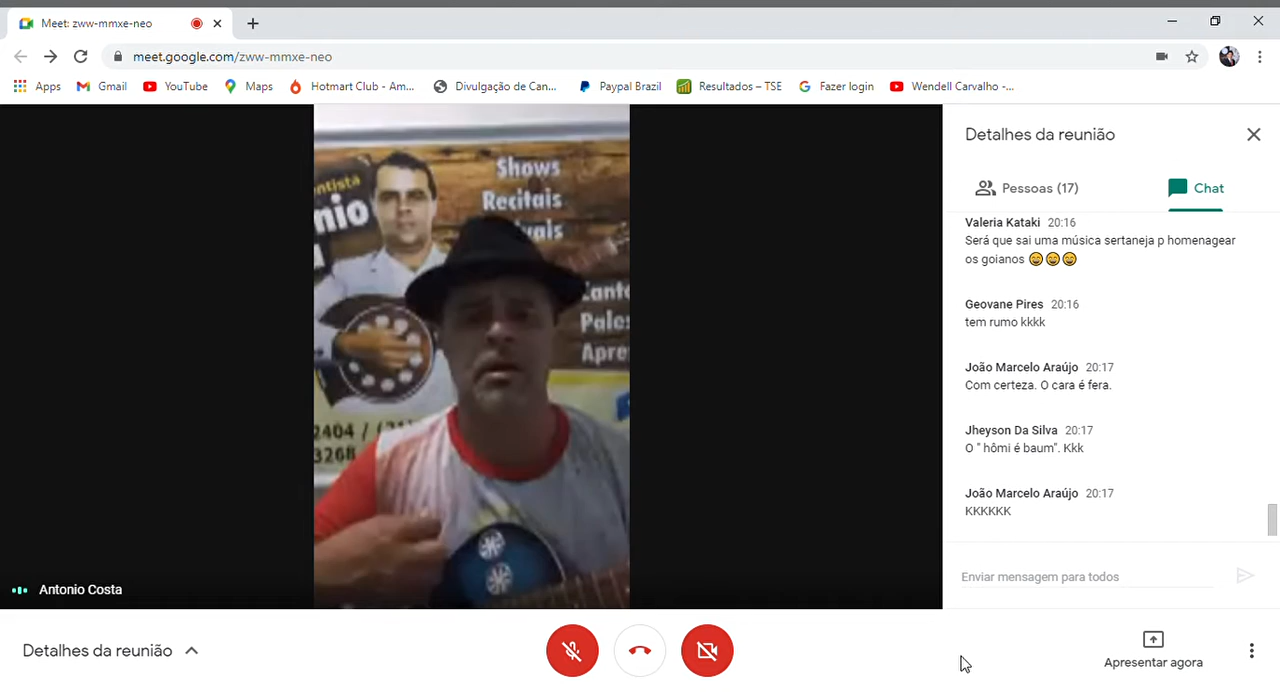 Meet: zww-mmxe-neo
meet.google.com/zww-mmxe-neo
Apps Gmail YouTube Maps Hotmart Club - Am... Divulgação de Can... Paypal Brazil Resultados – TSE Fazer login Wendell Carvalho -...
ntista
nio
Shows
Recitais
Cant
Pales
Apre
2404 / (21)
3268
Antonio Costa
Detalhes da reunião
Pessoas (17) Chat
Valeria Kataki 20:16
Será que sai uma música sertaneja p homenagear
os goianos 😄😄😄
Geovane Pires 20:16
tem rumo kkkk
João Marcelo Araújo 20:17
Com certeza. O cara é fera.
Jheyson Da Silva 20:17
O " hômi é baum". Kkk
João Marcelo Araújo 20:17
KKKKKK
Enviar mensagem para todos
Detalhes da reunião
Apresentar agora